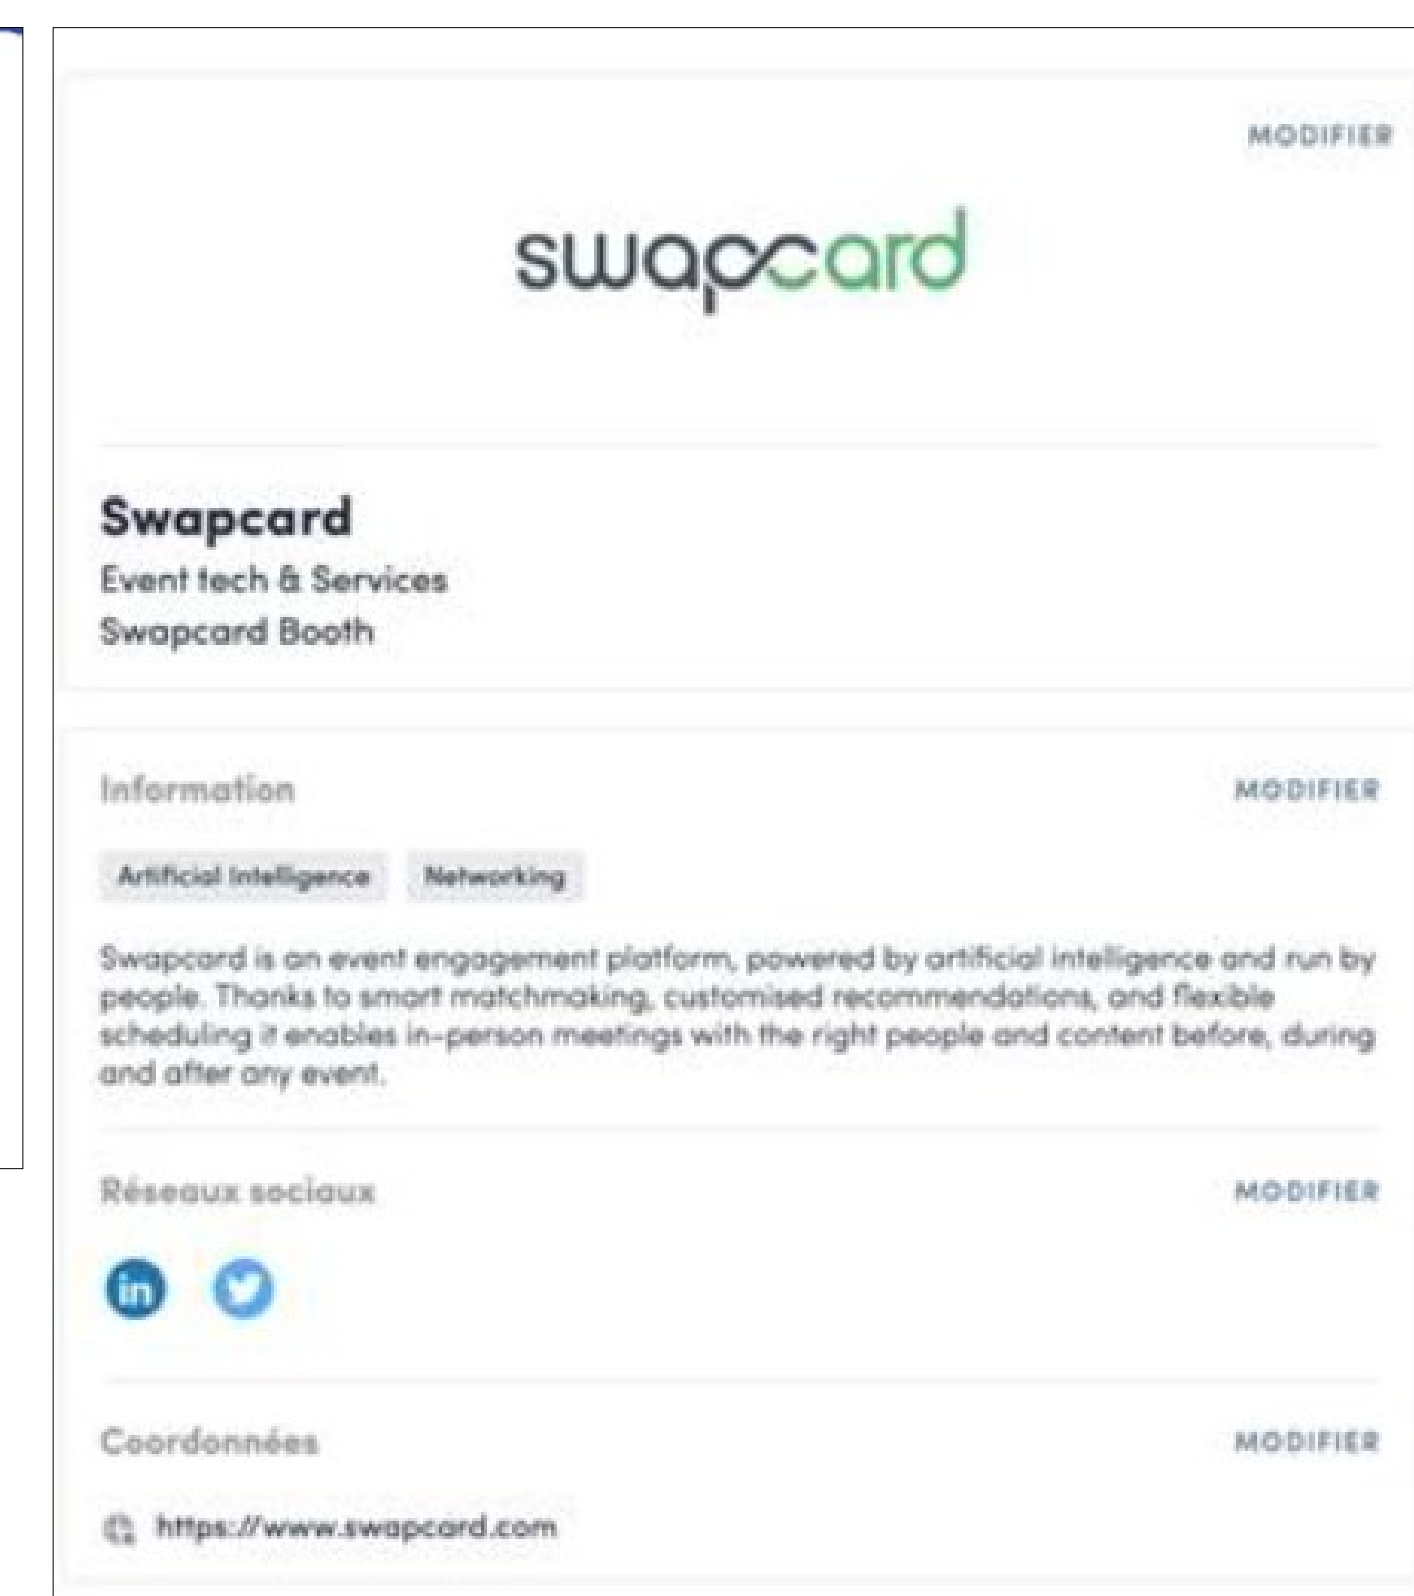 MODIFIER
swapcard
Swapcard
Event tech & Services
Swapcard Booth
Information
MODIFIER
Artificial Intelligence
Networking
Swapcard is an event engagement platform, powered by artificial intelligence and run by
people. Thanks to smart matchmaking, customised recommendations, and flexible
scheduling it enables in-person meetings with the right people and content before, during
and after any event.
Réseaux sociaux
MODIFIER
in
Coordonnées
MODIFIER
https://www.swapcard.com